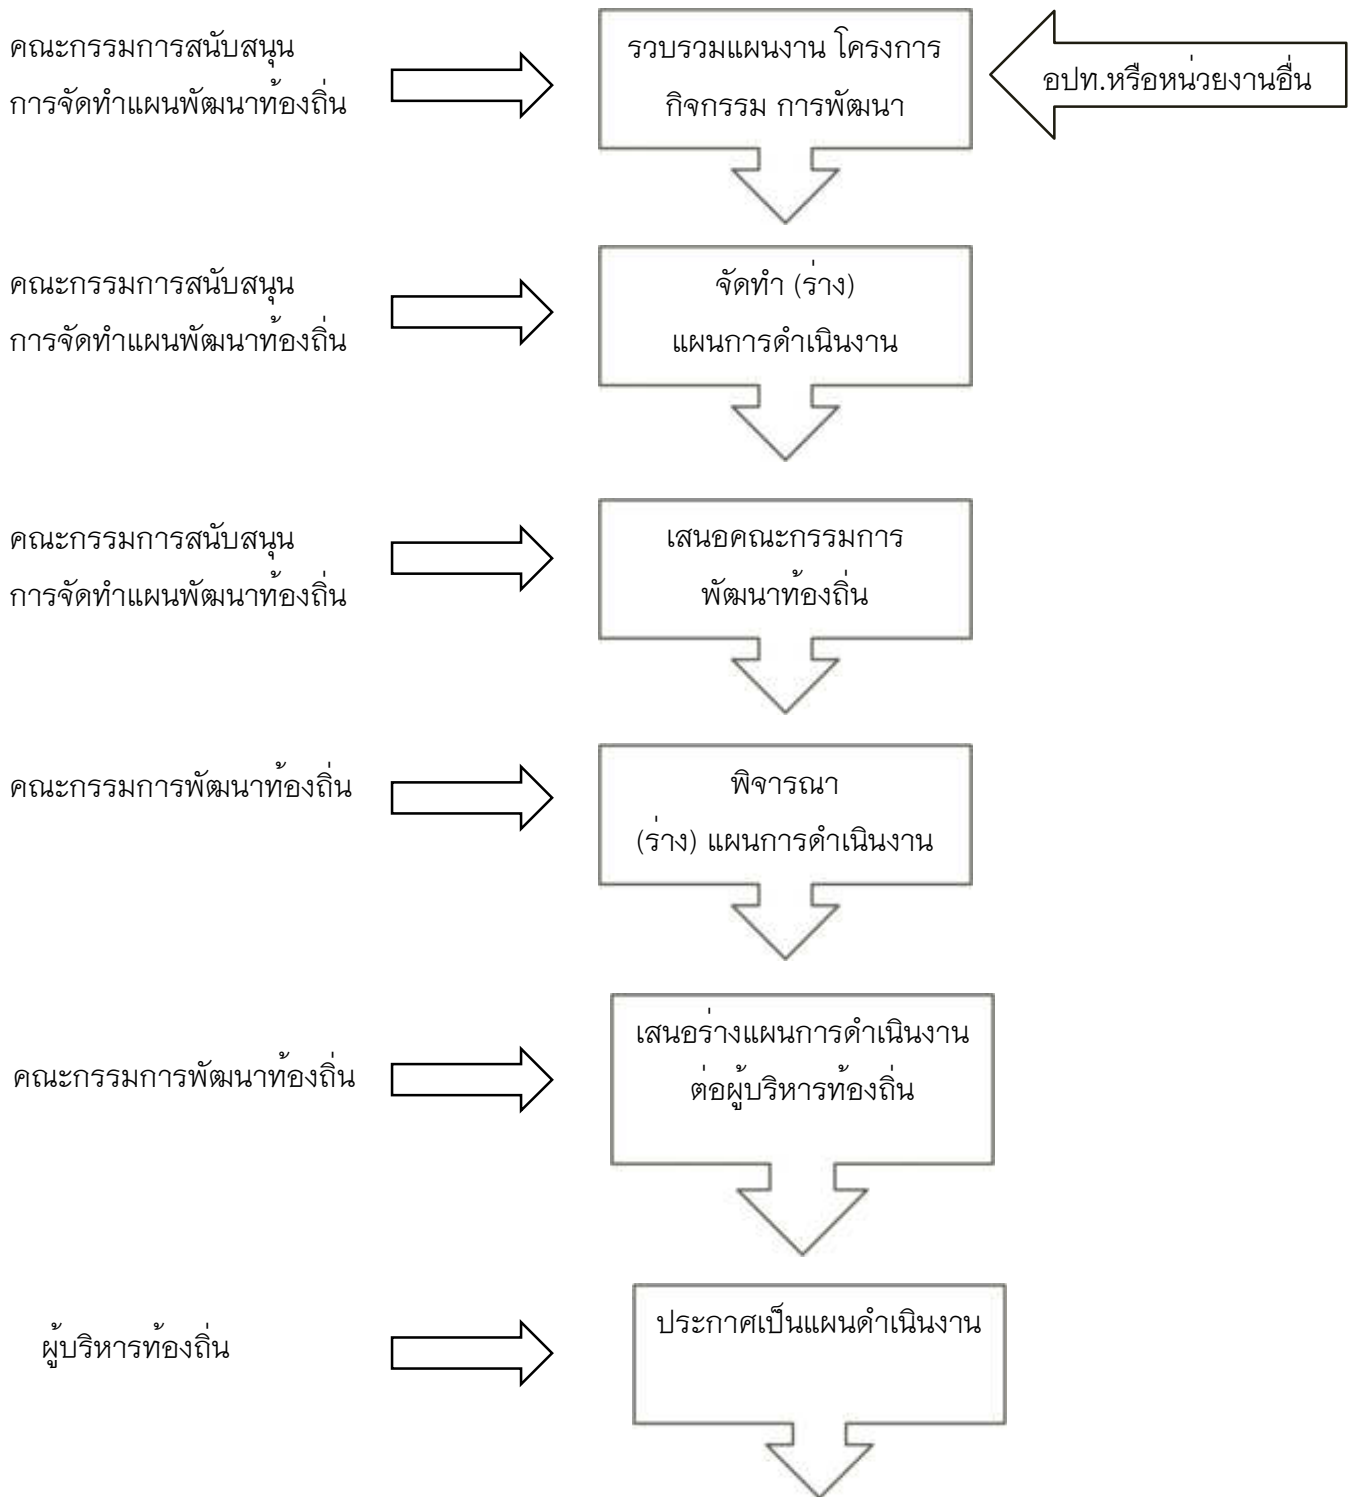 คณะกรรมการสนับสนุน
การจัดทำแผนพัฒนาท้องถิ่น
รวบรวมแผนงาน โครงการ
กิจกรรม การพัฒนา
อปท.หรือหน่วยงานอื่น
คณะกรรมการสนับสนุน
การจัดทำแผนพัฒนาท้องถิ่น
จัดทำ (ร่าง)
แผนการดำเนินงาน
คณะกรรมการสนับสนุน
การจัดทำแผนพัฒนาท้องถิ่น
เสนอคณะกรรมการ
พัฒนาท้องถิ่น
คณะกรรมการพัฒนาท้องถิ่น
พิจารณา
(ร่าง) แผนการดำเนินงาน
คณะกรรมการพัฒนาท้องถิ่น
เสนอร่างแผนการดำเนินงาน
ต่อผู้บริหารท้องถิ่น
ผู้บริหารท้องถิ่น
ประกาศเป็นแผนดำเนินงาน